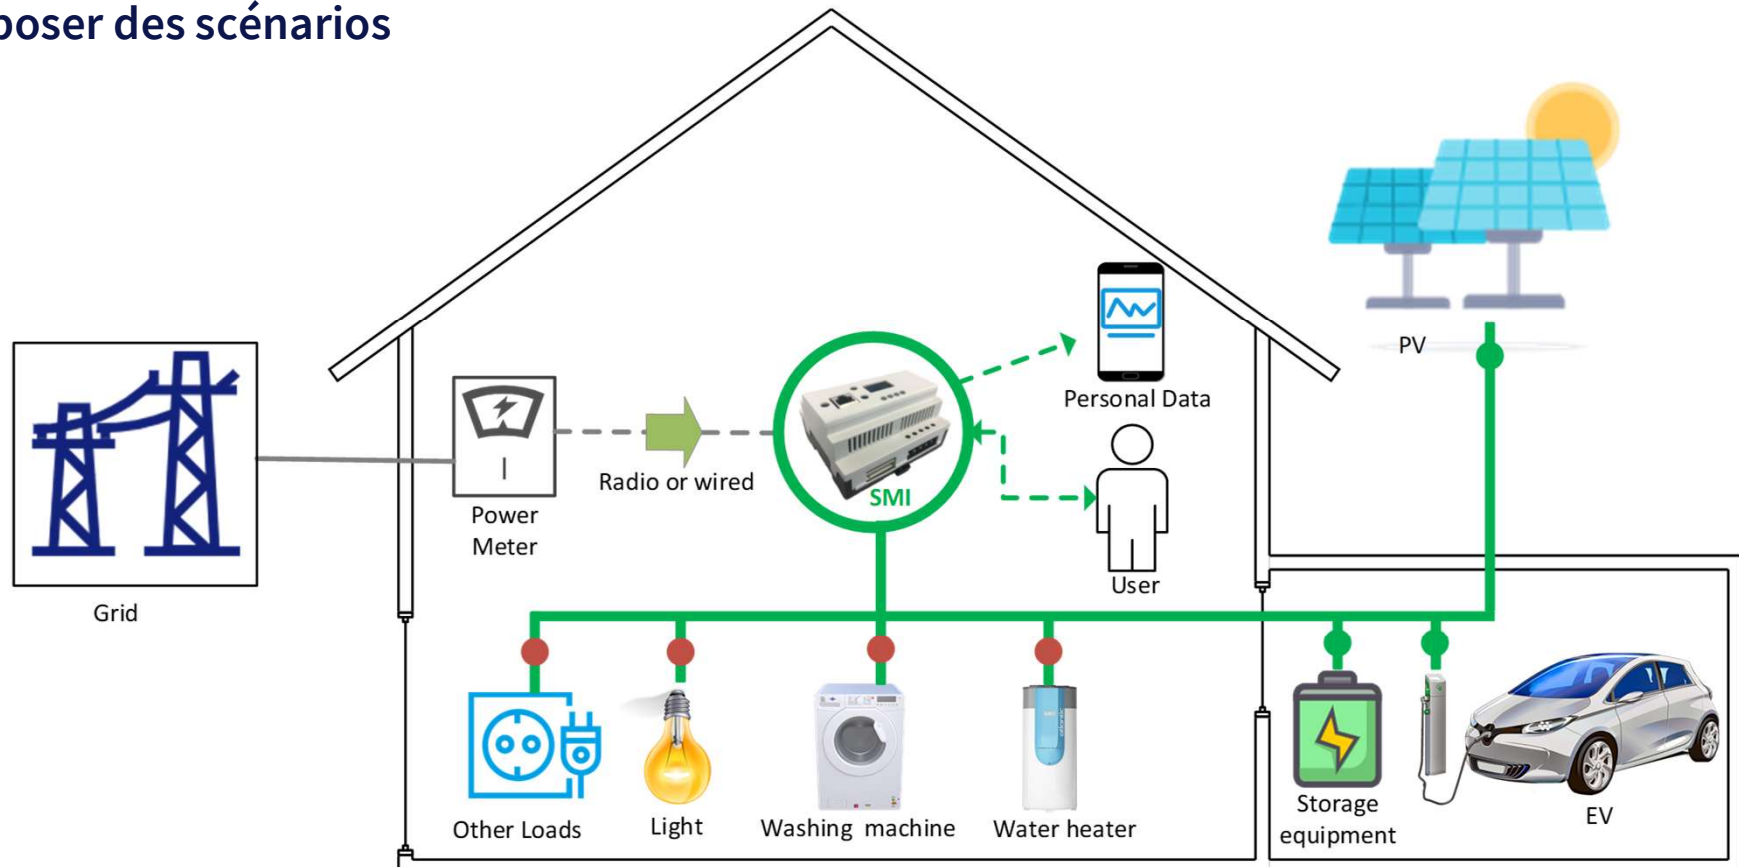 poser des scénarios
PV
Personal Data
Radio or wired
SMI
Power
Meter
User
Grid
Other Loads
Light
Washing machine
Water heater
Storage
equipment
EV